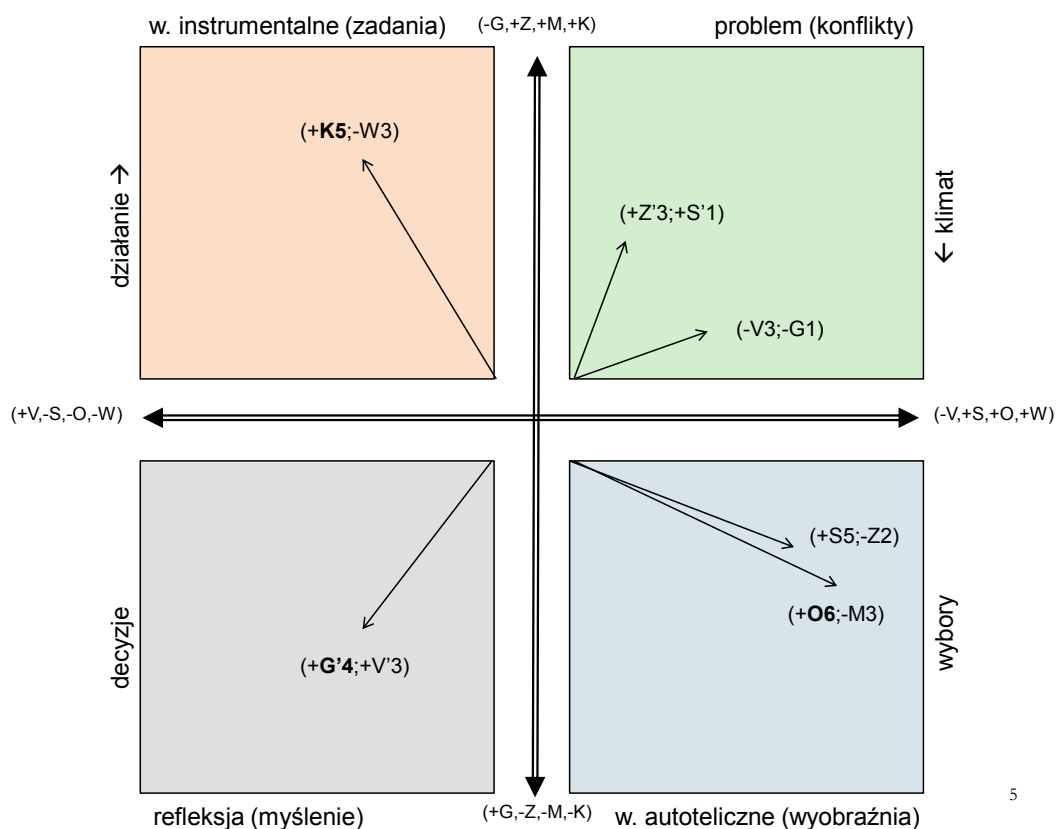 w. instrumentalne (zadania)
(-G,+Z,+M,+K)
problem (konflikty)
(+K5;-W3)
działanie →
(+Z’3;+S’1)
← klimat
(-V3;-G1)
(+V,-S,-O,-W)
(-V,+S,+O,+W)
(+S5;-Z2)
(+O6;-M3)
decyzje
(+G’4;+V’3)
wybory
refleksja (myślenie)
(+G,-Z,-M,-K)
w. autoteliczne (wyobraźnia)
5